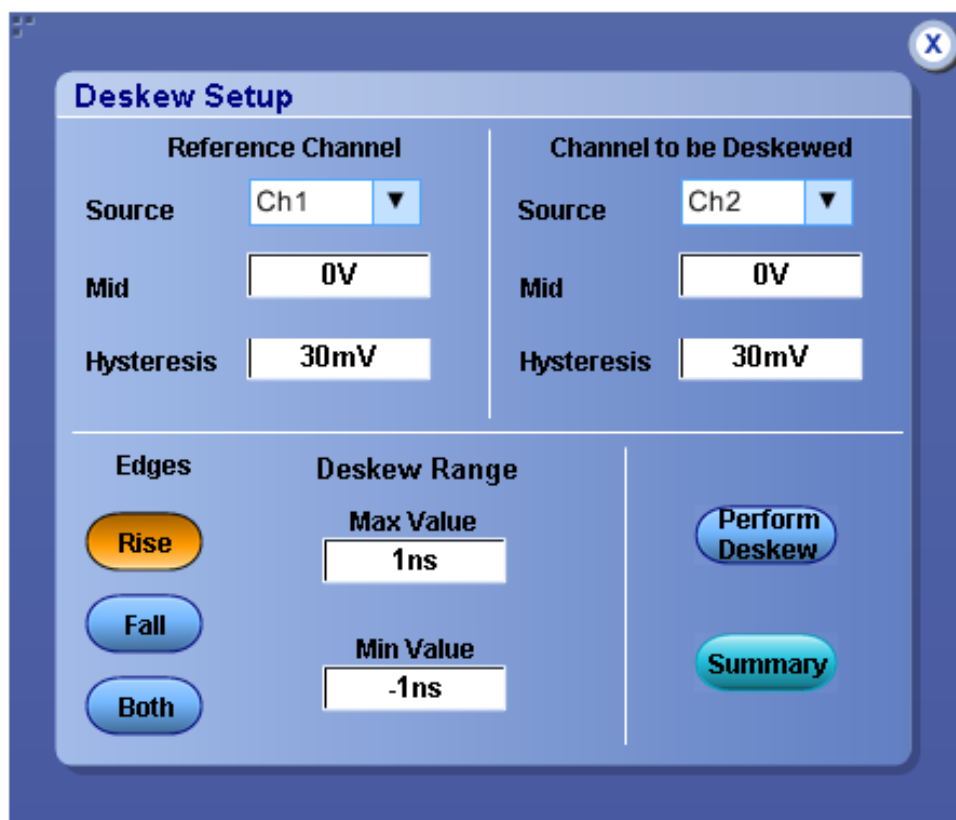 X
Deskew Setup
Reference Channel
Source Ch1
Mid 0V
Hysteresis 30mV
Channel to be Deskewed
Source Ch2
Mid 0V
Hysteresis 30mV
Edges
Rise
Fall
Both
Deskew Range
Max Value
1ns
Min Value
-1ns
Perform
Deskew
Summary